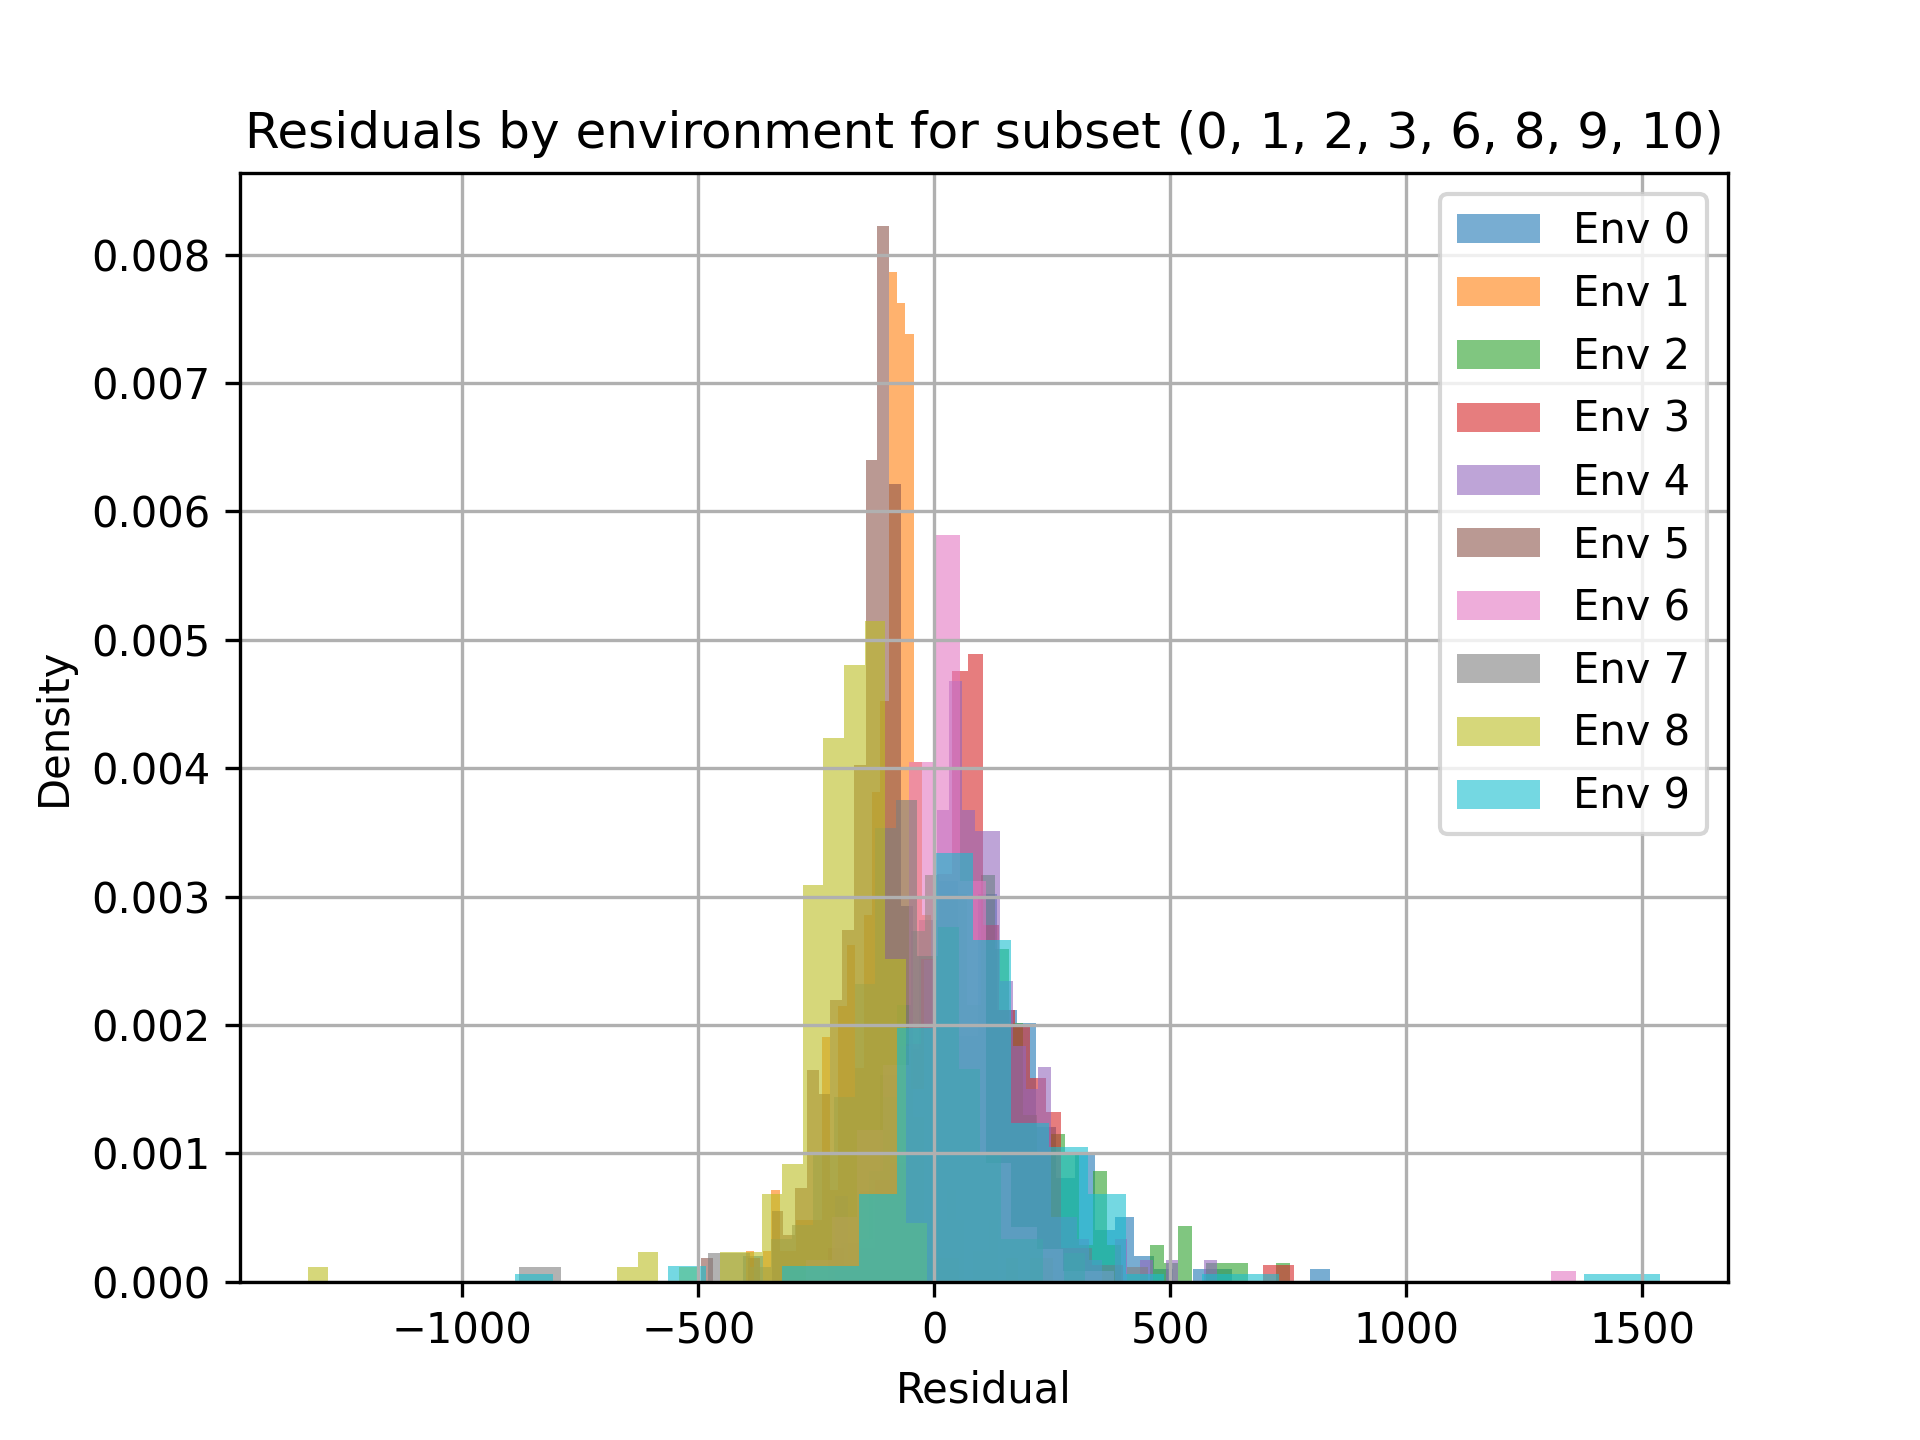 Residuals by environment for subset (0, 1, 2, 3, 6, 8, 9, 10)
Env 0
Env 1
Env 2
Env 3
Env 4
Env 5
Env 6
Env 7
Env 8
Env 9
0.008
0.007
0.006
0.005
0.004
0.003
0.002
0.001
0.000
Density
−1000 −500 0 500 1000 1500
Residual